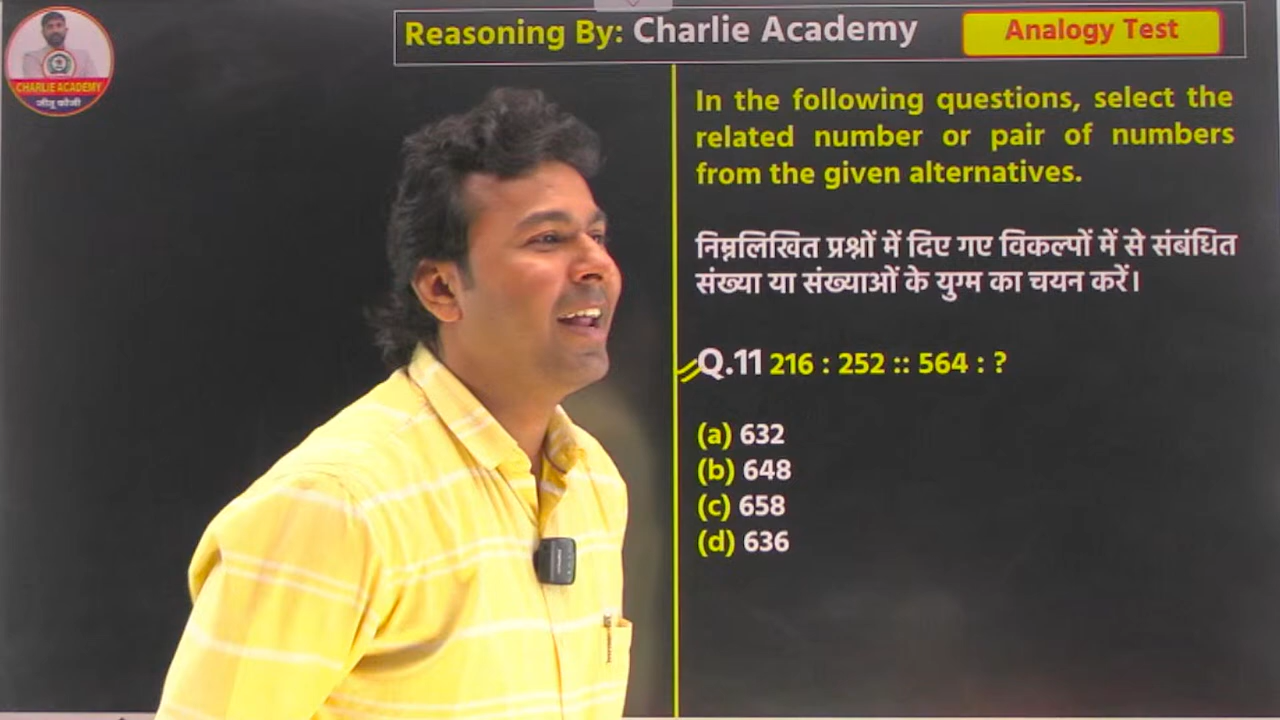 CHARLIE ACADEMY
जीतू फौजी
Reasoning By: Charlie Academy
Analogy Test
In the following questions, select the
related number or pair of numbers
from the given alternatives.
निम्नलिखित प्रश्नों में दिए गए विकल्पों में से संबंधित
संख्या या संख्याओं के युग्म का चयन करें।
Q.11 216 : 252 :: 564 : ?
(a) 632
(b) 648
(c) 658
(d) 636